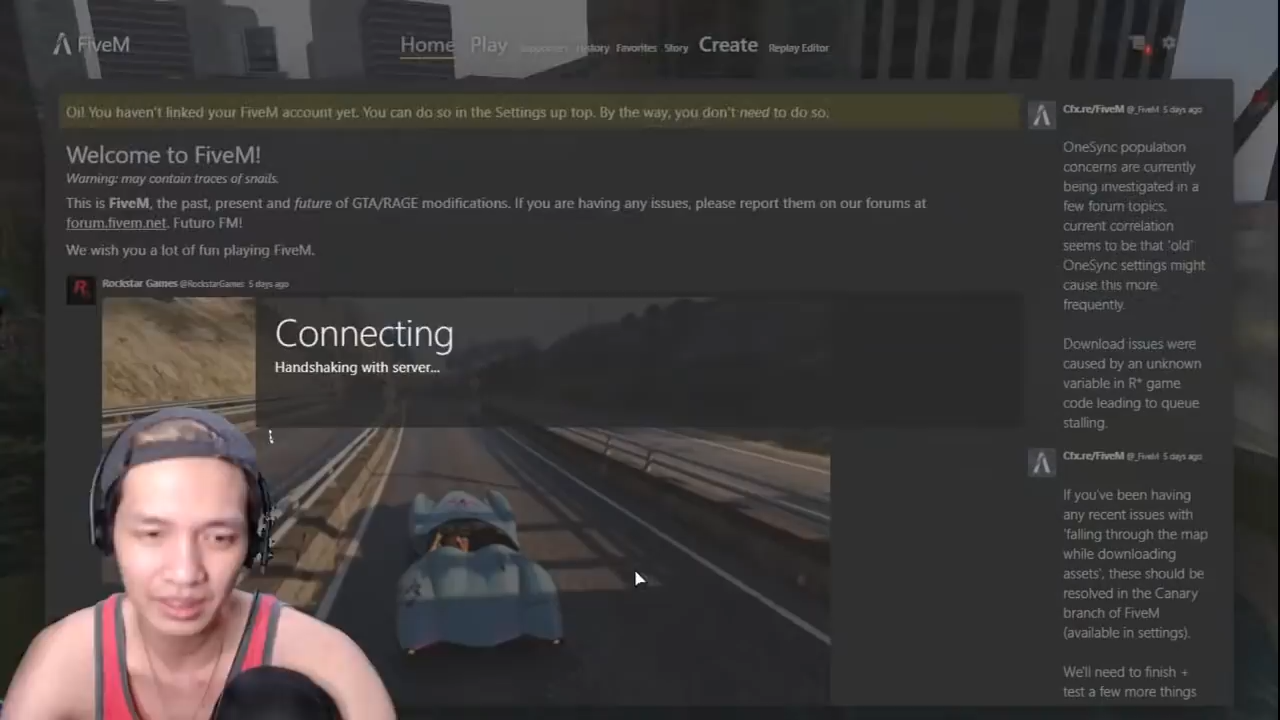 FiveM
Home Play Supporters History Favorites Story Create Replay Editor
Oi! You haven't linked your FiveM account yet. You can do so in the Settings up top. By the way, you don't need to do so.
Welcome to FiveM!
Warning: may contain traces of snails.
This is FiveM, the past, present and future of GTA/RAGE modifications. If you are having any issues, please report them on our forums at
forum.fivem.net. Futuro FM!
We wish you a lot of fun playing FiveM.
Rockstar Games @RockstarGames 5 days ago
Connecting
Handshaking with server...
Cfx.re/FiveM @_FiveM 5 days ago
OneSync population
concerns are currently
being investigated in a
few forum topics,
current correlation
seems to be that 'old'
OneSync settings might
cause this more
frequently.
Download issues were
caused by an unknown
variable in R* game
code leading to queue
stalling.
Cfx.re/FiveM @_FiveM 5 days ago
If you've been having
any recent issues with
'falling through the map
while downloading
assets', these should be
resolved in the Canary
branch of FiveM
(available in settings).
We'll need to finish +
test a few more things